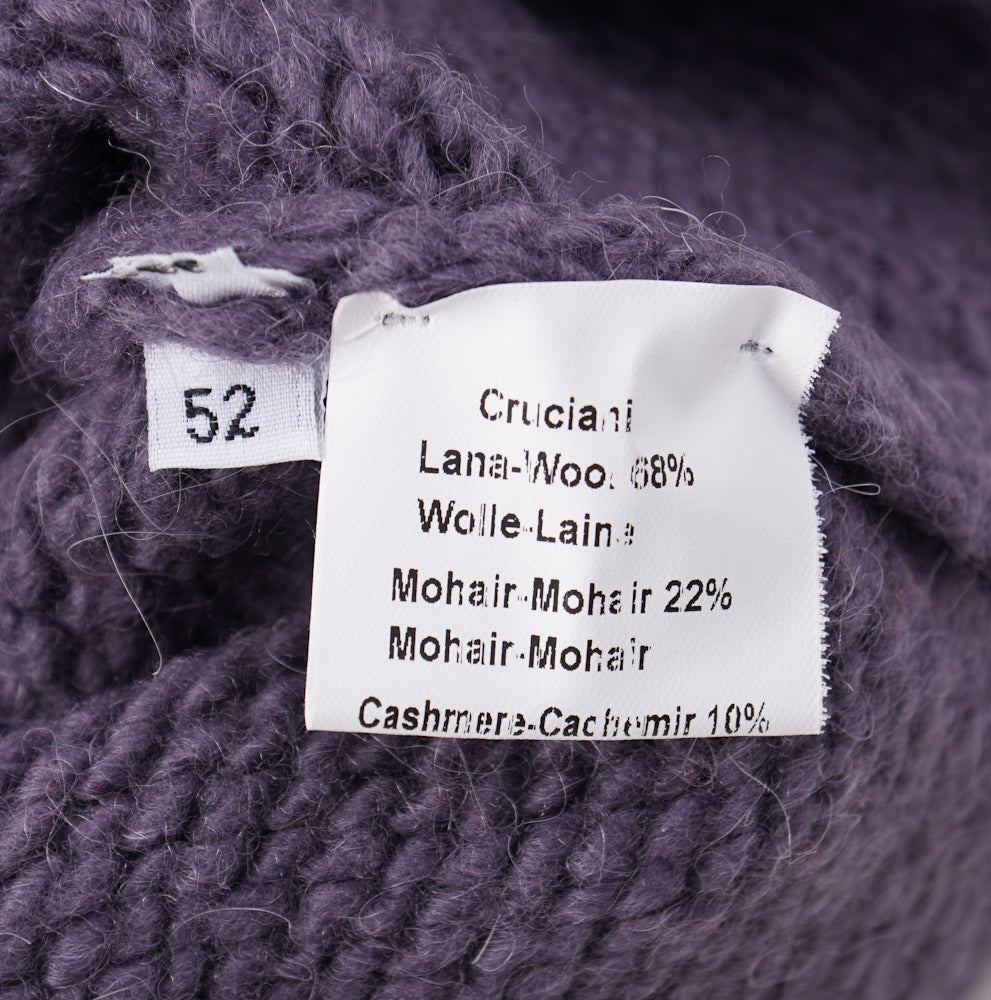 52
Cruciani
Lana-Wool 68%
Wolle-Laine
Mohair-Mohair 22%
Mohair-Mohair
Cashmere-Cachemir 10%